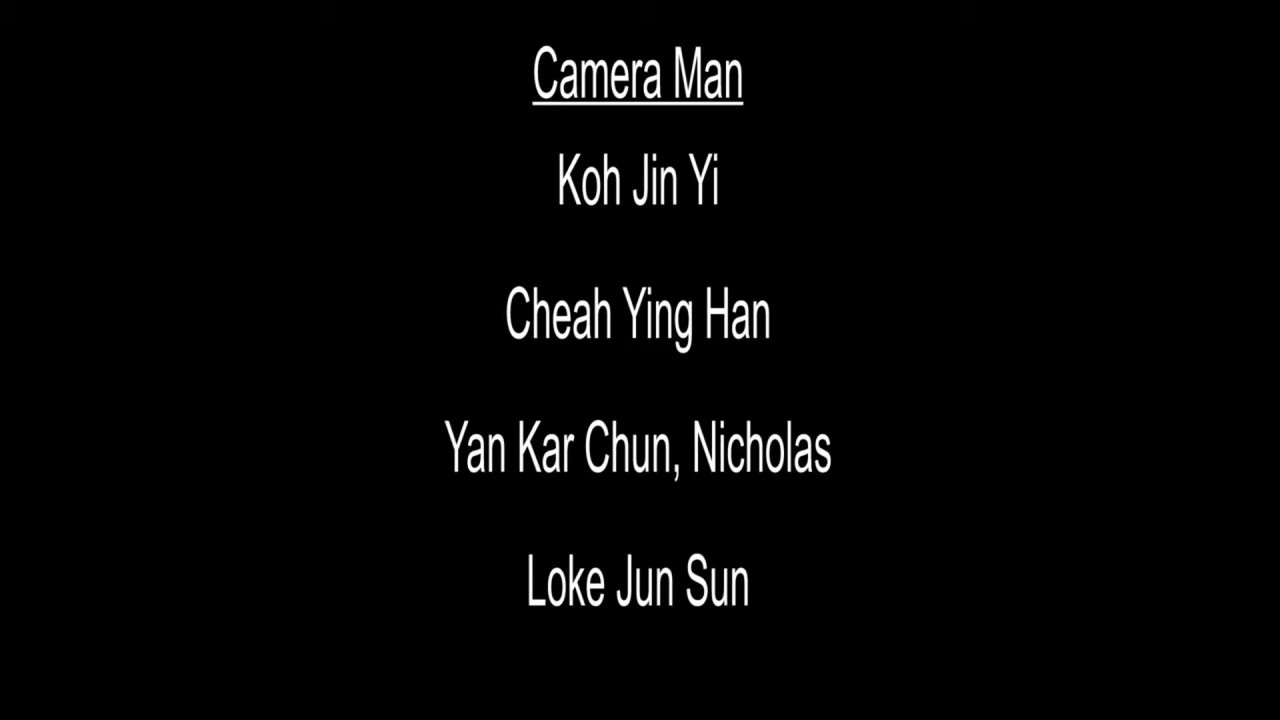 Camera Man
Koh Jin Yi
Cheah Ying Han
Yan Kar Chun, Nicholas
Loke Jun Sun